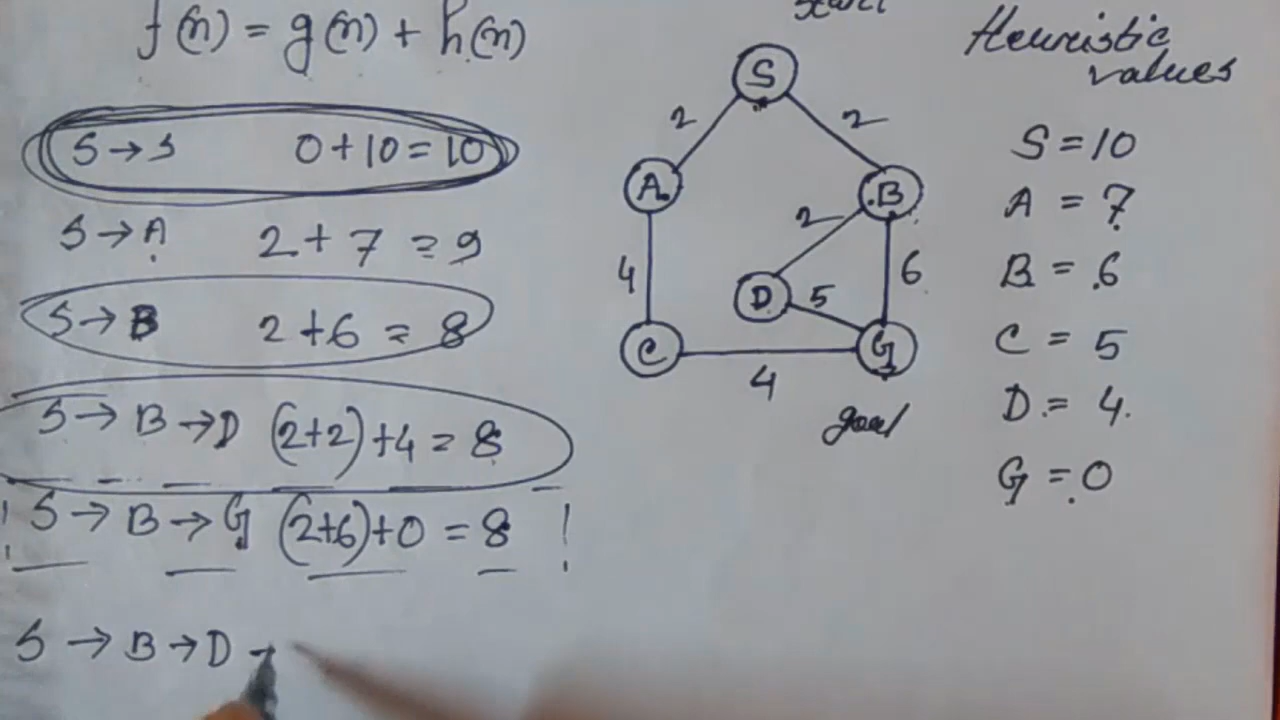 f(n) = g(n) + h(n)
S → S 0 + 10 = 10
S → A 2 + 7 = 9
S → B 2 + 6 = 8
S → B → D (2+2) + 4 = 8
S → B → G (2+6) + 0 = 8
S → B → D →
start
S
2
2
A
B
2
4
6
D
5
C
G
4
goal
Heuristic
values
S = 10
A = 7
B = 6
C = 5
D = 4
G = 0